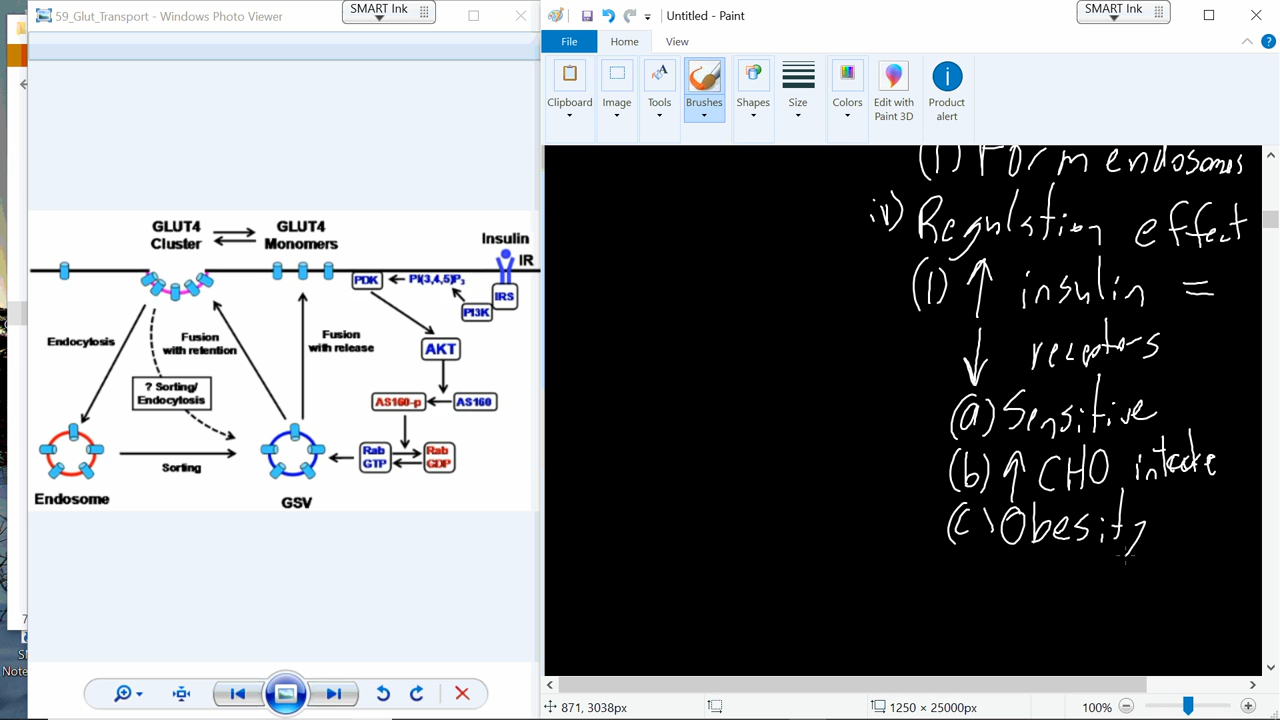 59_Glut_Transport - Windows Photo Viewer
SMART Ink
GLUT4
Cluster
GLUT4
Monomers
Insulin
IR
PDK
PI(3,4,5)P3
IRS
PI3K
Endocytosis
Fusion
with retention
Fusion
with release
AKT
? Sorting/
Endocytosis
AS160-p
AS160
Rab
GTP
Rab
GDP
Sorting
Endosome
GSV
Untitled - Paint
SMART Ink
File
Home
View
Clipboard
Image
Tools
Brushes
Shapes
Size
Colors
Edit with
Paint 3D
Product
alert
(1) Form endosomes
iv) Regulation effect
(1) ↑ insulin =
↓ receptors
(a) Sensitive
(b) ↑ CHO intake
(c) Obesity
871, 3038px
1250 × 25000px
100%